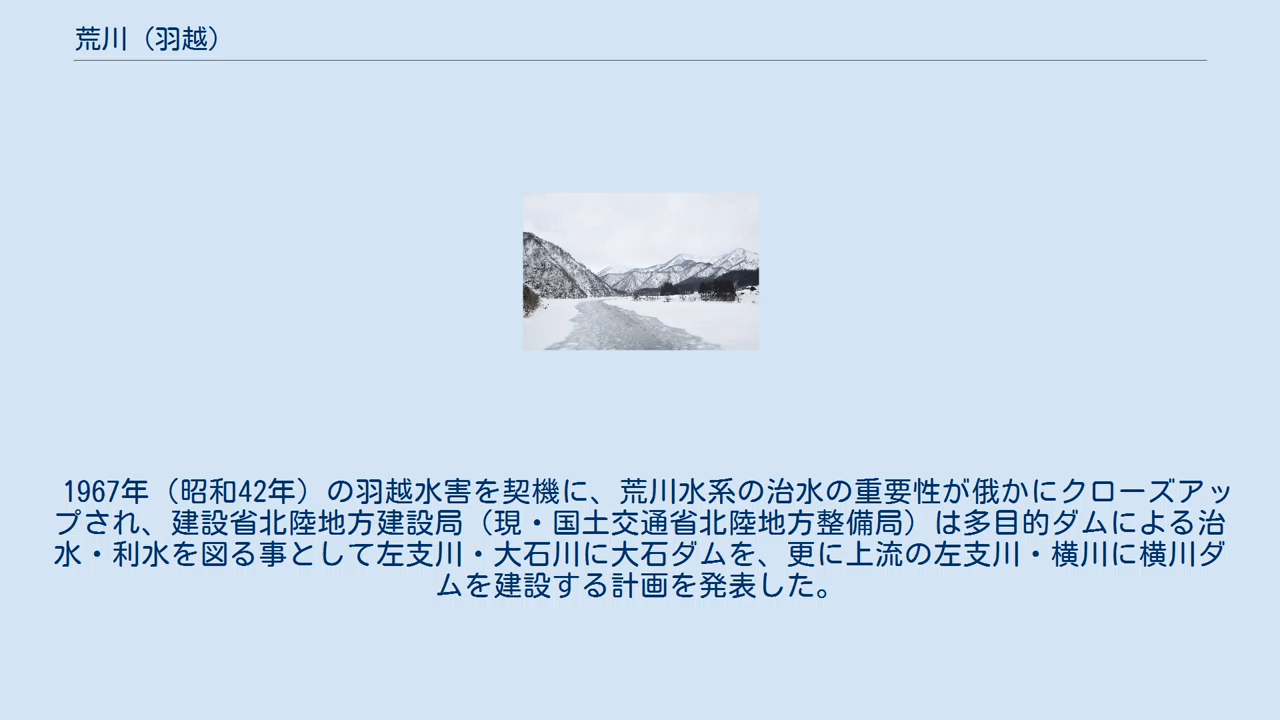 荒川（羽越）
1967年（昭和42年）の羽越水害を契機に、荒川水系の治水の重要性が俄かにクローズアッ
プされ、建設省北陸地方建設局（現・国土交通省北陸地方整備局）は多目的ダムによる治
水・利水を図る事として左支川・大石川に大石ダムを、更に上流の左支川・横川に横川ダ
ムを建設する計画を発表した。